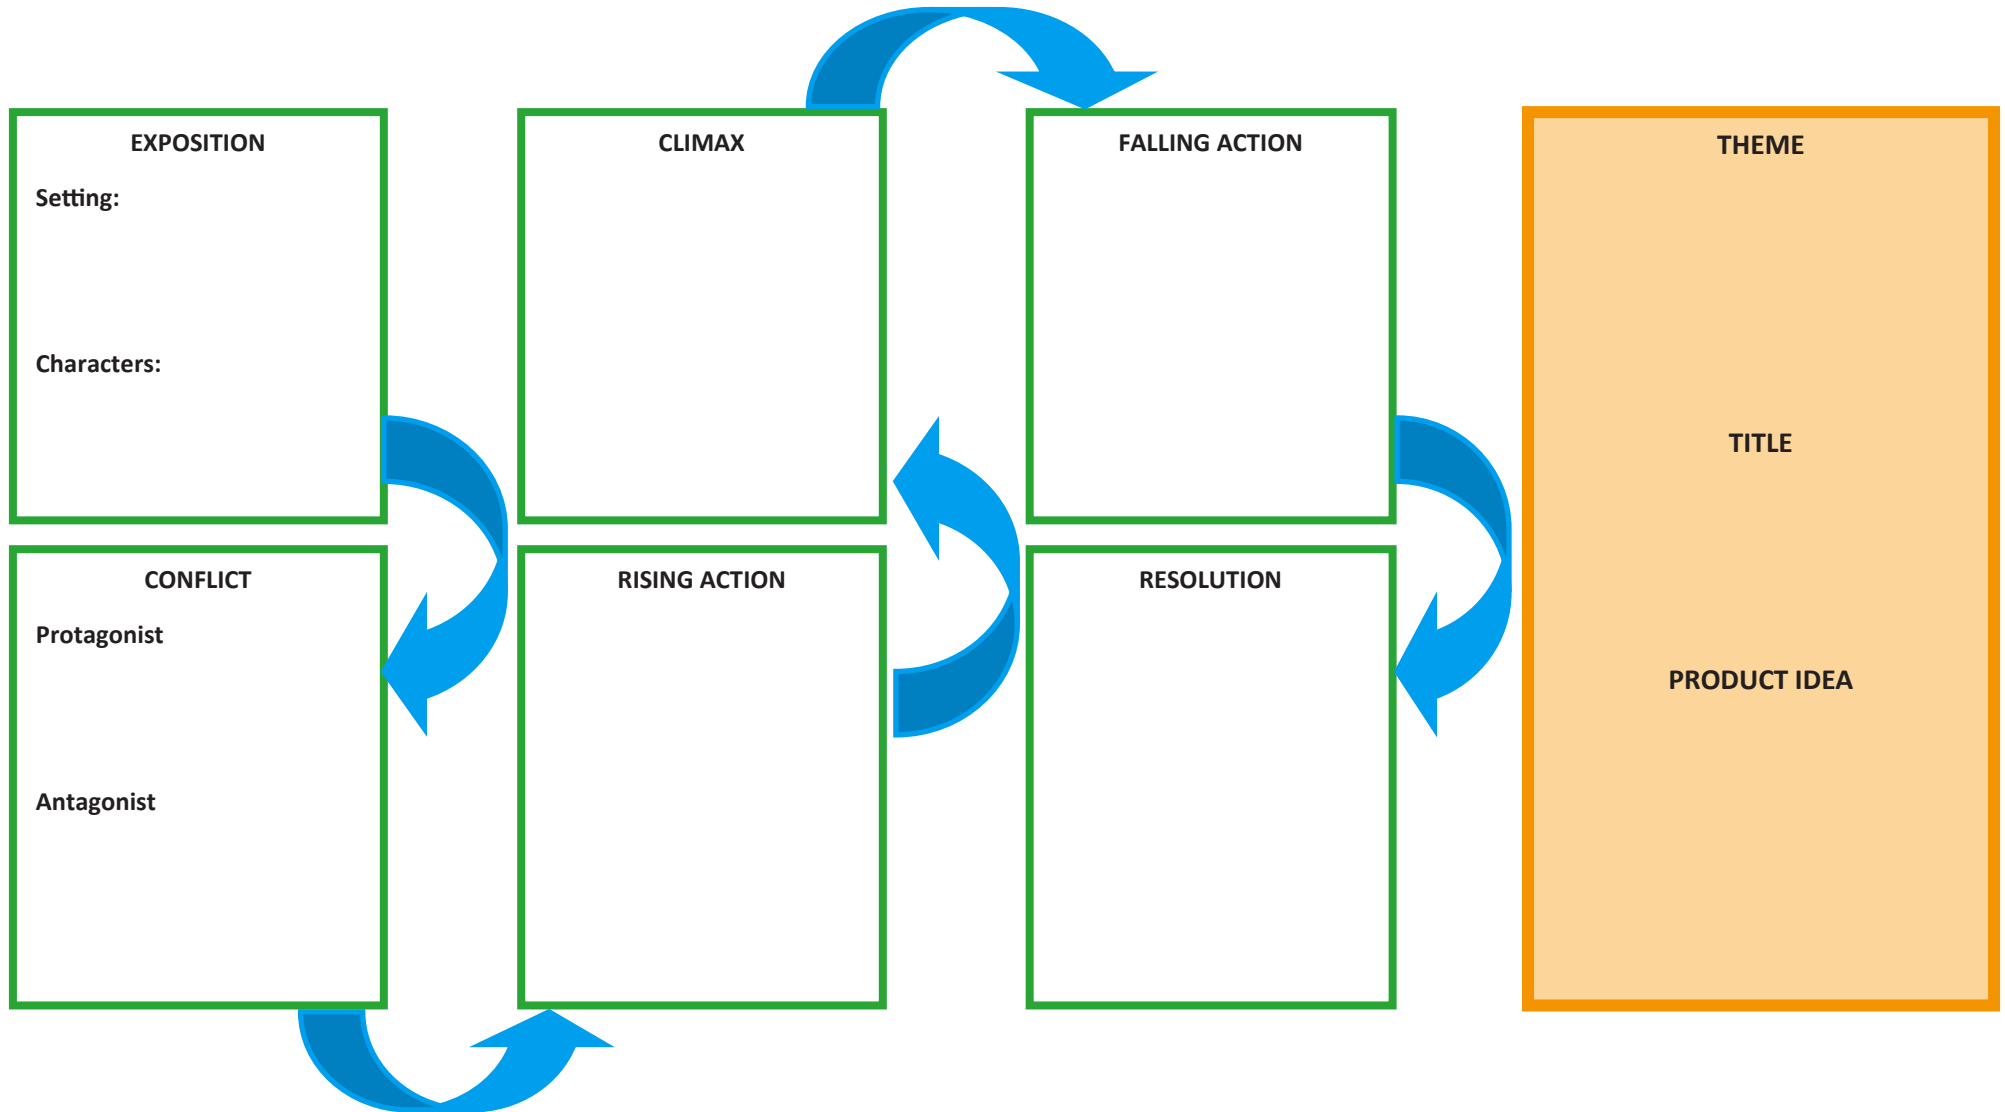 EXPOSITION
Setting:
Characters:
CONFLICT
Protagonist
Antagonist
RISING ACTION
CLIMAX
FALLING ACTION
RESOLUTION
THEME
TITLE
PRODUCT IDEA